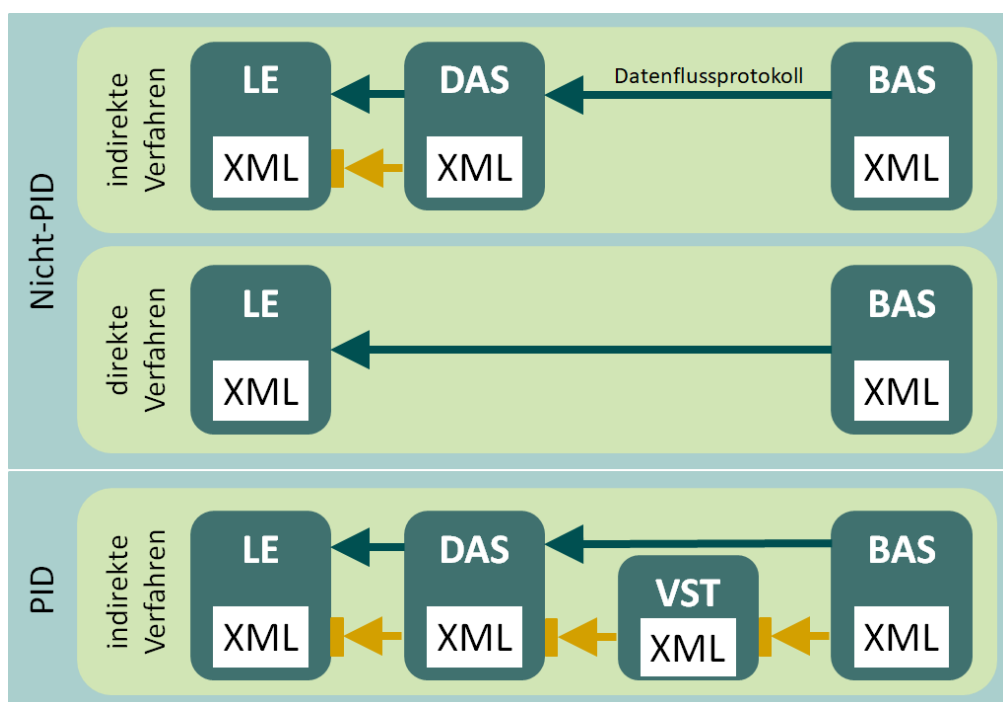 Nicht-PID
indirekte
Verfahren
LE
XML
DAS
XML
Datenflussprotokoll
BAS
XML
direkte
Verfahren
LE
XML
BAS
XML
PID
indirekte
Verfahren
LE
XML
DAS
XML
VST
XML
BAS
XML